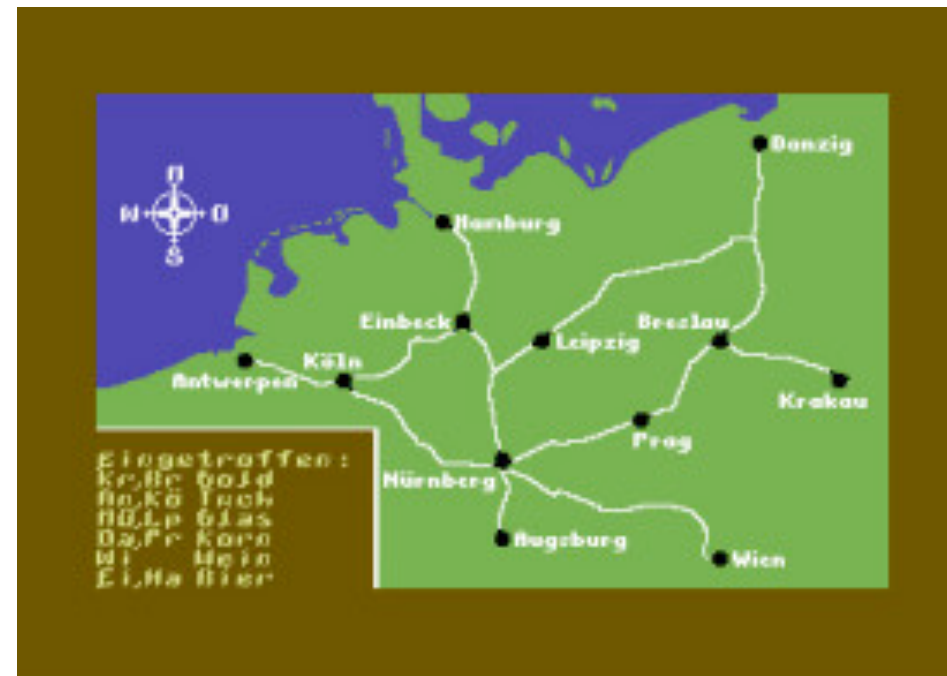 N
W O
S
Danzig
Hamburg
Einbeck
Breslau
Leipzig
Köln
Antwerpen
Krakau
Prag
Nürnberg
Augsburg
Wien
Eingetroffen:
Kr,Br Gold
An,Kö Tuch
Lp Glas
Da,Pr Korn
Wi Wein
Ei,Ha Bier